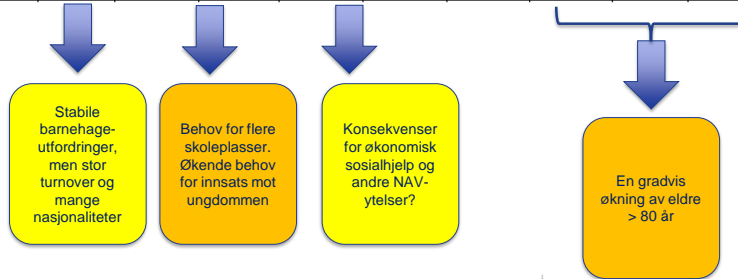 Stabile
barnehage-
utfordringer,
men stor
turnover og
mange
nasjonaliteter
Behov for flere
skoleplasser.
Økende behov
for innsats mot
ungdommen
Konsekvenser
for økonomisk
sosialhjelp og
andre NAV-
ytelser?
En gradvis
økning av eldre
> 80 år